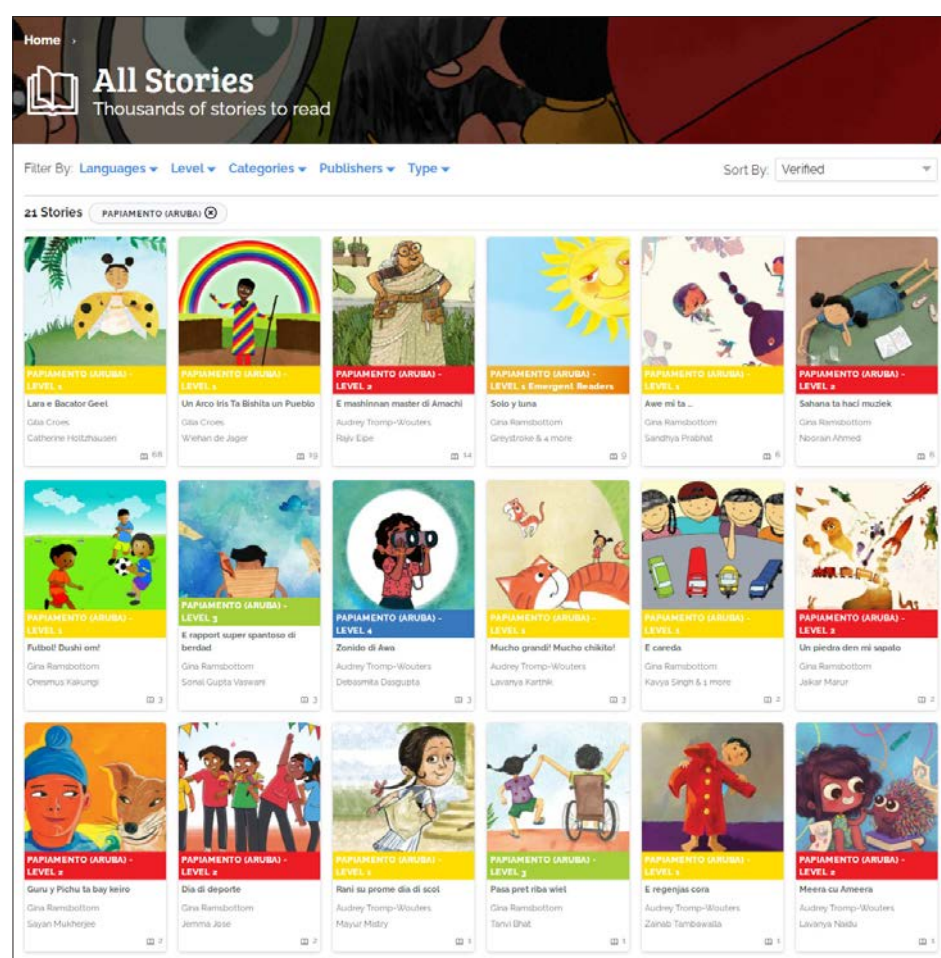 Home ›
All Stories
Thousands of stories to read
Filter By: Languages Level Categories Publishers Type
Sort By: Verified
21 Stories PAPIAMENTO (ARUBA)
PAPIAMENTO (ARUBA) -
LEVEL 1
Lara e Bacator Geel
Gilia Croes
Catherine Holtzhausen
68
PAPIAMENTO (ARUBA) -
LEVEL 1
Un Arco Iris Ta Bishita un Pueblo
Gilia Croes
Wiehan de Jager
19
PAPIAMENTO (ARUBA) -
LEVEL 2
E mashinnan master di Amachi
Audrey Tromp-Wouters
Rajiv Eipe
14
PAPIAMENTO (ARUBA) -
LEVEL 1 Emergent Readers
Solo y luna
Gina Ramsbottom
Greystroke & 4 more
9
PAPIAMENTO (ARUBA) -
LEVEL 1
Awe mi ta ...
Gina Ramsbottom
Sandhya Prabhat
6
PAPIAMENTO (ARUBA) -
LEVEL 2
Sahana ta haci muziek
Gina Ramsbottom
Noorain Ahmed
6
PAPIAMENTO (ARUBA) -
LEVEL 1
Futbol! Dushi om!
Gina Ramsbottom
Onesmus Kakungi
3
PAPIAMENTO (ARUBA) -
LEVEL 3
E rapport super spantoso di
berdad
Gina Ramsbottom
Sonal Gupta Vaswani
3
PAPIAMENTO (ARUBA) -
LEVEL 4
Zonido di Awa
Audrey Tromp-Wouters
Debasmita Dasgupta
3
PAPIAMENTO (ARUBA) -
LEVEL 1
Mucho grandi! Mucho chikito!
Audrey Tromp-Wouters
Lavanya Karthik
3
PAPIAMENTO (ARUBA) -
LEVEL 1
E careda
Gina Ramsbottom
Kavya Singh & 1 more
2
PAPIAMENTO (ARUBA) -
LEVEL 2
Un piedra den mi sapato
Gina Ramsbottom
Jaikar Marur
2
PAPIAMENTO (ARUBA) -
LEVEL 2
Guru y Pichu ta bay keiro
Gina Ramsbottom
Sayan Mukherjee
2
PAPIAMENTO (ARUBA) -
LEVEL 2
Dia di deporte
Gina Ramsbottom
Jemma Jose
2
PAPIAMENTO (ARUBA) -
LEVEL 1
Rani su prome dia di scol
Audrey Tromp-Wouters
Mayur Mistry
1
PAPIAMENTO (ARUBA) -
LEVEL 3
Pasa pret riba wiel
Gina Ramsbottom
Tanvi Bhat
1
PAPIAMENTO (ARUBA) -
LEVEL 1
E regenjas cora
Audrey Tromp-Wouters
Zainab Tambawalla
1
PAPIAMENTO (ARUBA) -
LEVEL 2
Meera cu Ameera
Audrey Tromp-Wouters
Lavanya Naidu
1